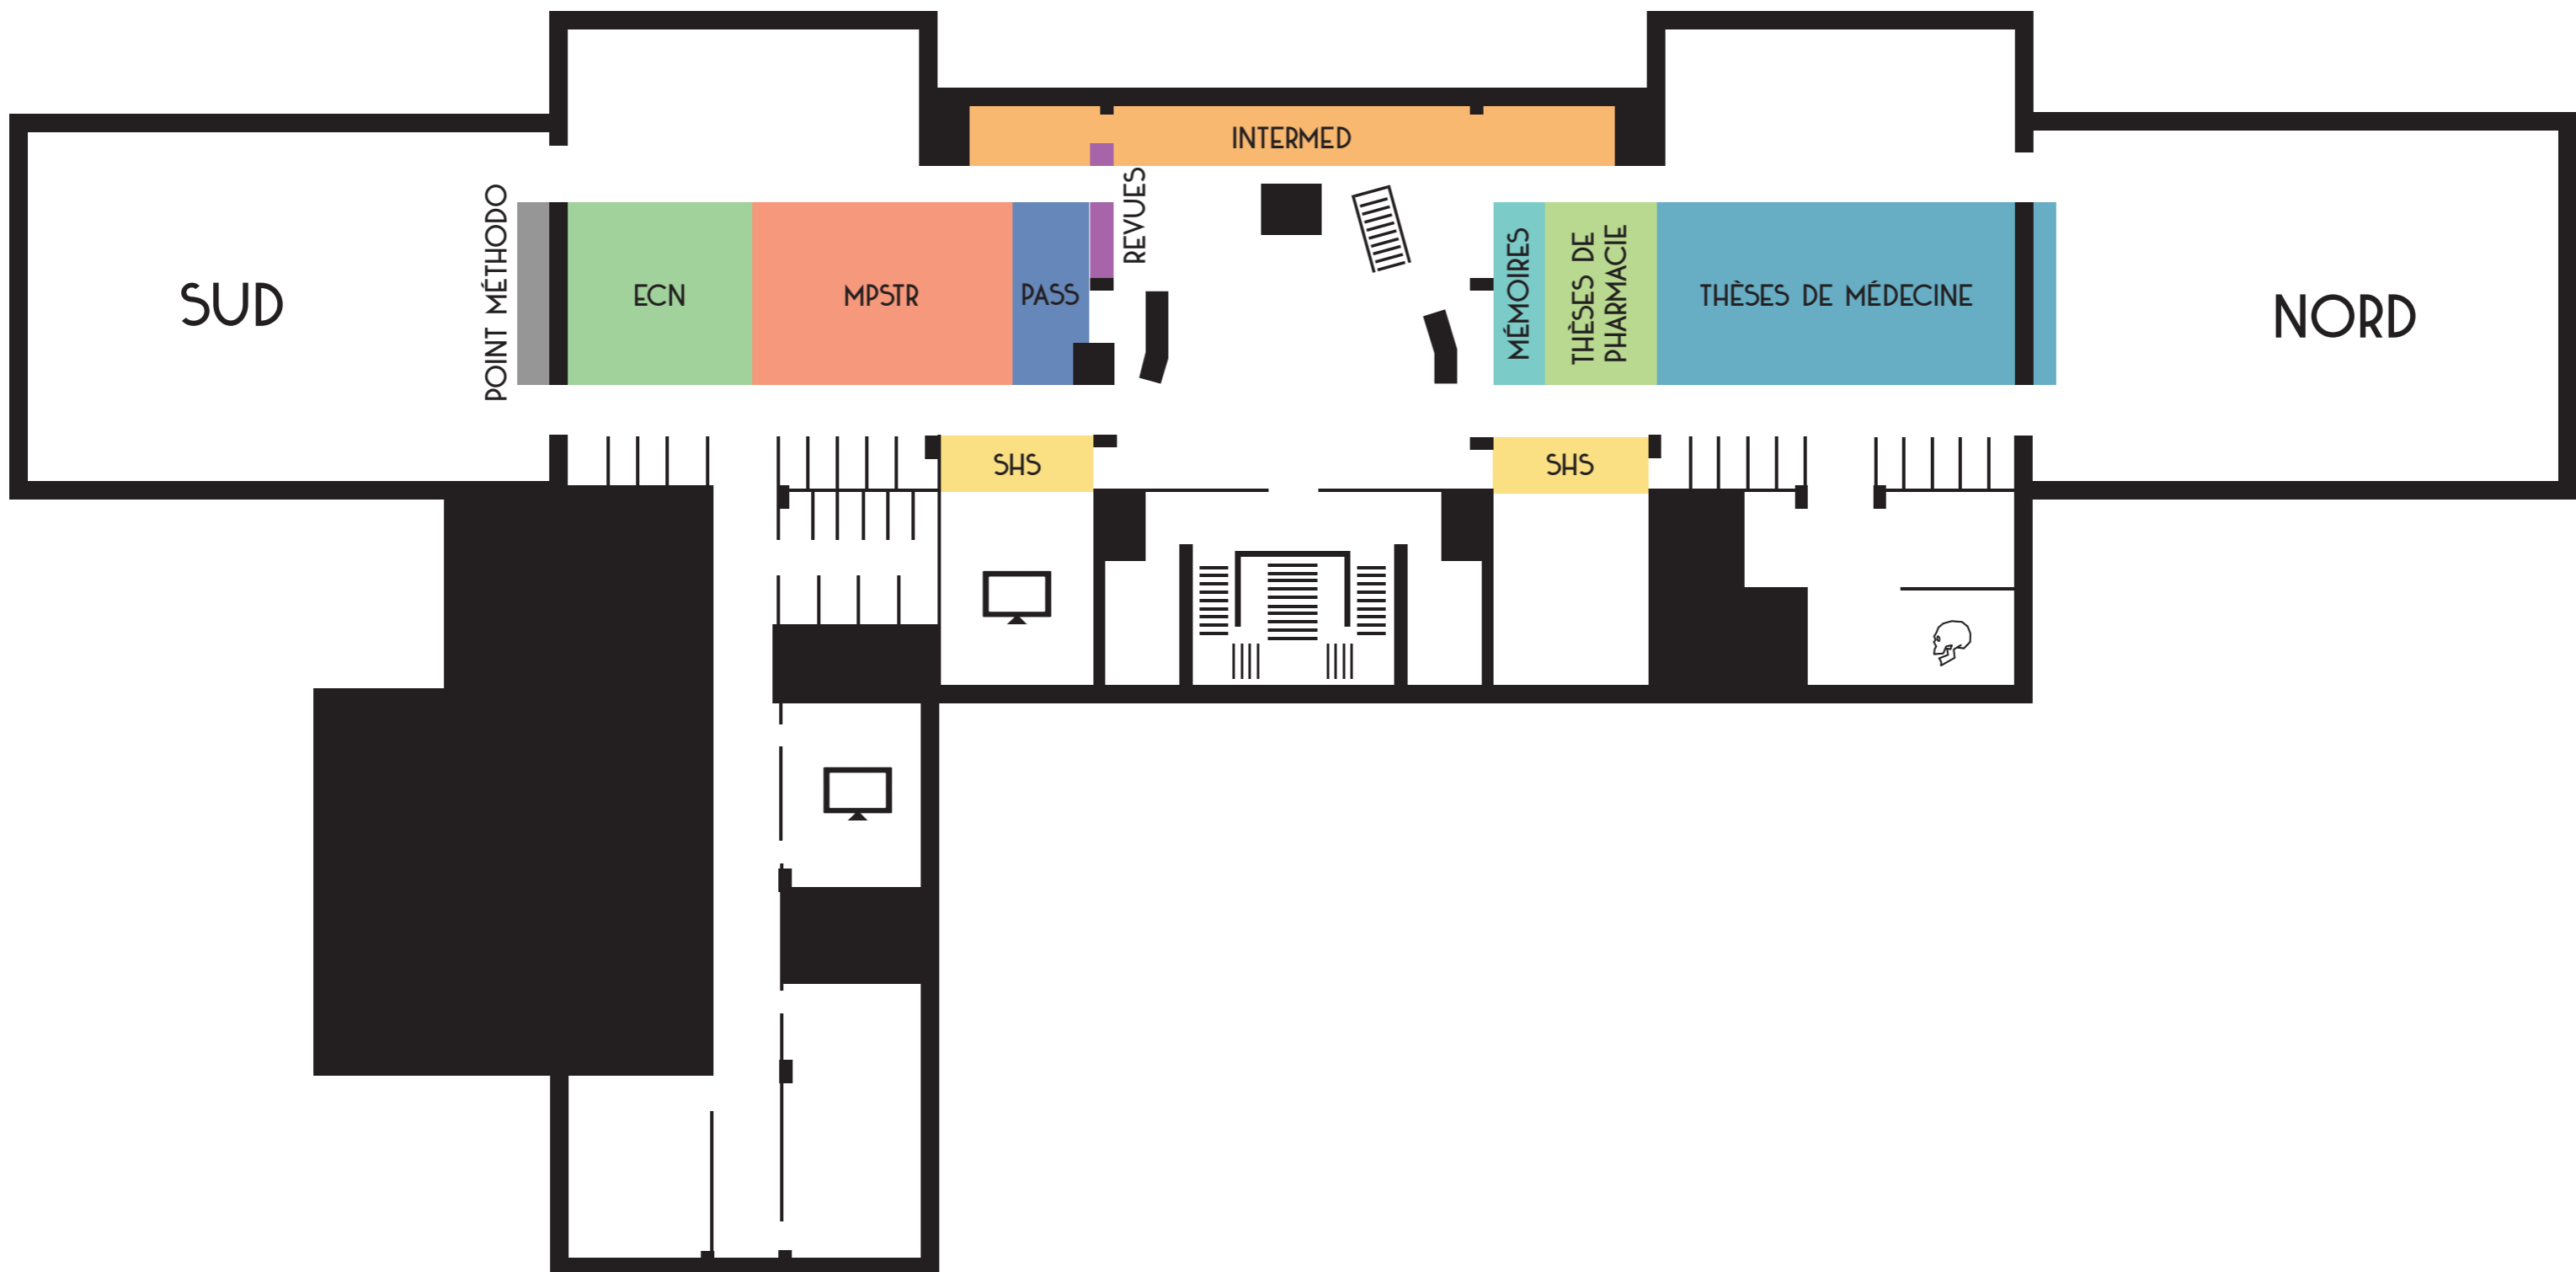 INTERMED
SUD
POINT MÉTHODO
ECN
MPSTR
PASS
REVUES
MÉMOIRES
THÈSES DE
PHARMACIE
THÈSES DE MÉDECINE
NORD
SHS
SHS